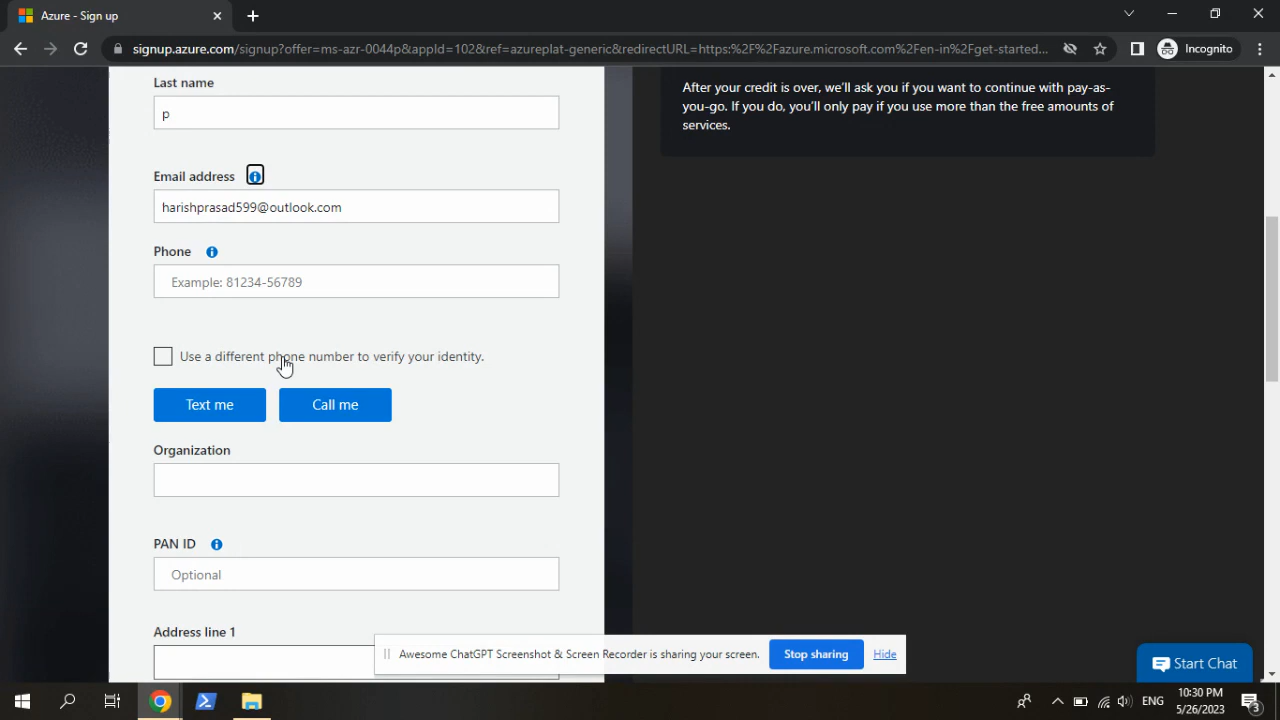 Azure - Sign up
signup.azure.com/signup?offer=ms-azr-0044p&appId=102&ref=azureplat-generic&redirectURL=https:%2F%2Fazure.microsoft.com%2Fen-in%2Fget-started...
Incognito
Last name
p
Email address
harishprasad599@outlook.com
Phone
Example: 81234-56789
Use a different phone number to verify your identity.
Text me
Call me
Organization
PAN ID
Optional
Address line 1
After your credit is over, we'll ask you if you want to continue with pay-as-
you-go. If you do, you'll only pay if you use more than the free amounts of
services.
Awesome ChatGPT Screenshot & Screen Recorder is sharing your screen.
Stop sharing
Hide
Start Chat
ENG
10:30 PM
5/26/2023
3